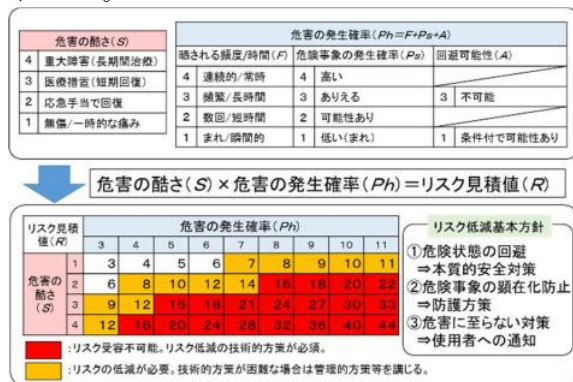 危害の酷さ(S)
4 重大障害(長期間治療)
3 医療措置(短期回復)
2 応急手当で回復
1 無傷/一時的な痛み
危害の発生確率(Ph=F+Ps+A)
晒される頻度/時間(F) 危険事象の発生確率(Ps) 回避可能性(A)
4 連続的/常時 4 高い
3 頻繁/長時間 3 ありえる 3 不可能
2 数回/短時間 2 可能性あり
1 まれ/瞬間的 1 低い(まれ) 1 条件付で可能性あり
危害の酷さ(S)×危害の発生確率(Ph)=リスク見積値(R)
リスク見積値(R) 危害の発生確率(Ph)
3 4 5 6 7 8 9 10 11
危害の酷さ(S)
1 3 4 5 6 7 8 9 10 11
2 6 8 10 12 14 16 18 20 22
3 9 12 15 18 21 24 27 30 33
4 12 16 20 24 28 32 36 40 44
:リスク受容不可能。リスク低減の技術的方策が必須。
:リスクの低減が必要。技術的方策が困難な場合は管理的方策等を講じる。
リスク低減基本方針
①危険状態の回避
⇒本質的安全対策
②危険事象の顕在化防止
⇒防護方策
③危害に至らない対策
⇒使用者への通知